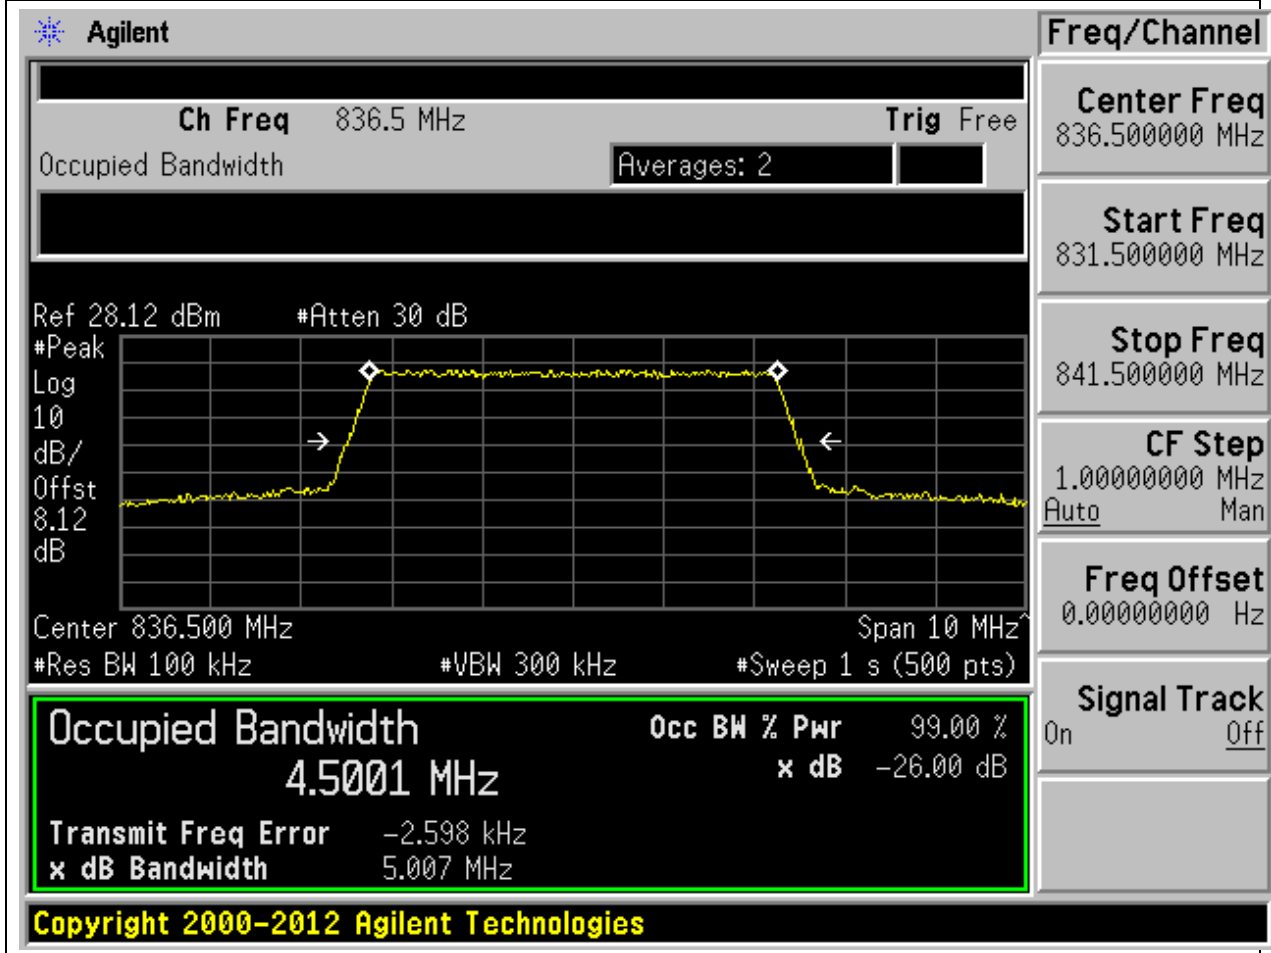 Agilent
Freq/Channel
Ch Freq 836.5 MHz Trig Free
Occupied Bandwidth Averages: 2
Center Freq
836.500000 MHz
Start Freq
831.500000 MHz
Stop Freq
841.500000 MHz
CF Step
1.00000000 MHz
Auto Man
Freq Offset
0.00000000 Hz
Signal Track
On Off
Ref 28.12 dBm #Atten 30 dB
#Peak
Log
10
dB/
Offst
8.12
dB
Center 836.500 MHz Span 10 MHz^
#Res BW 100 kHz #VBW 300 kHz #Sweep 1 s (500 pts)
Occupied Bandwidth Occ BW % Pwr 99.00 %
4.5001 MHz x dB -26.00 dB
Transmit Freq Error -2.598 kHz
x dB Bandwidth 5.007 MHz
Copyright 2000-2012 Agilent Technologies